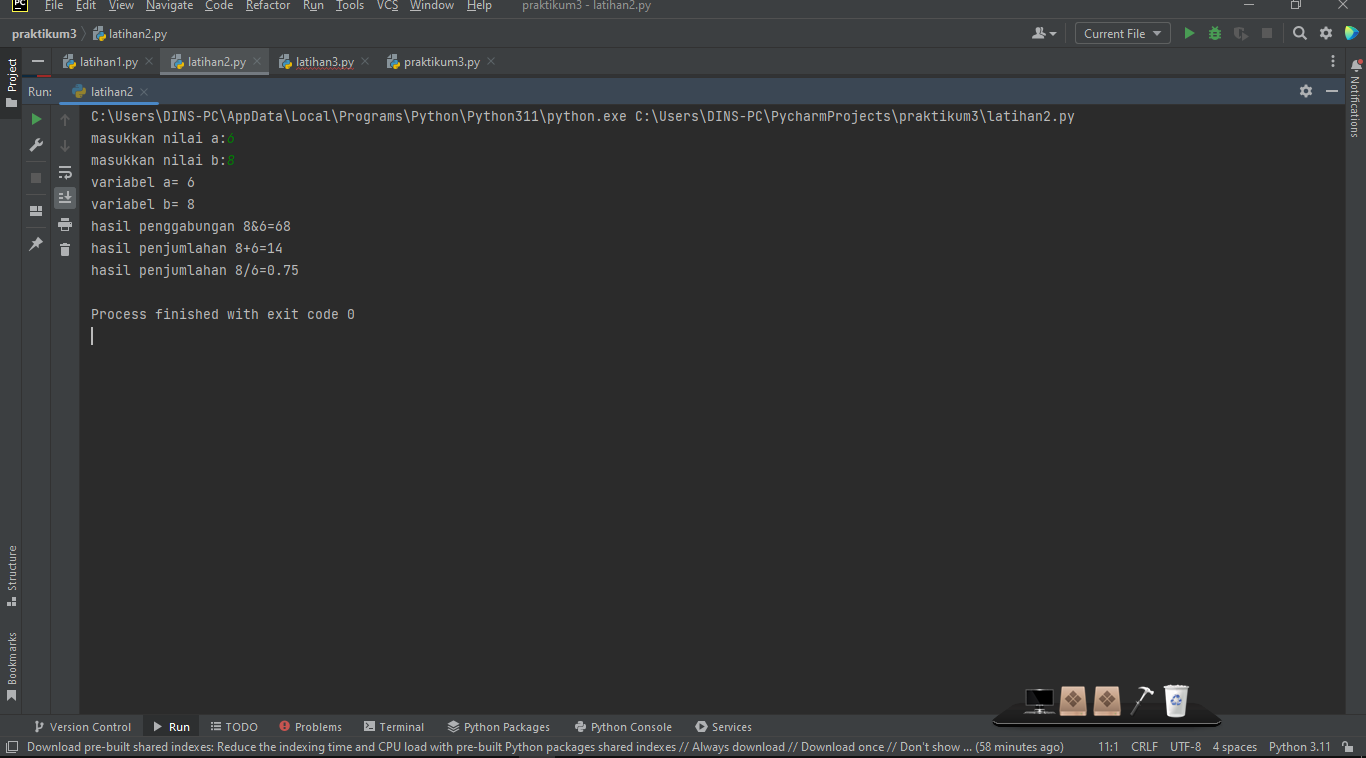 PC File Edit View Navigate Code Refactor Run Tools VCS Window Help praktikum3 - latihan2.py
praktikum3 latihan2.py Current File
Project latihan1.py latihan2.py latihan3.py praktikum3.py
Run: latihan2
Notifications
C:\Users\DINS-PC\AppData\Local\Programs\Python\Python311\python.exe C:\Users\DINS-PC\PycharmProjects\praktikum3\latihan2.py
masukkan nilai a:6
masukkan nilai b:8
variabel a= 6
variabel b= 8
hasil penggabungan 8&6=68
hasil penjumlahan 8+6=14
hasil penjumlahan 8/6=0.75
Process finished with exit code 0
Structure
Bookmarks
Version Control Run TODO Problems Terminal Python Packages Python Console Services
Download pre-built shared indexes: Reduce the indexing time and CPU load with pre-built Python packages shared indexes // Always download // Download once // Don't show ... (58 minutes ago) 11:1 CRLF UTF-8 4 spaces Python 3.11